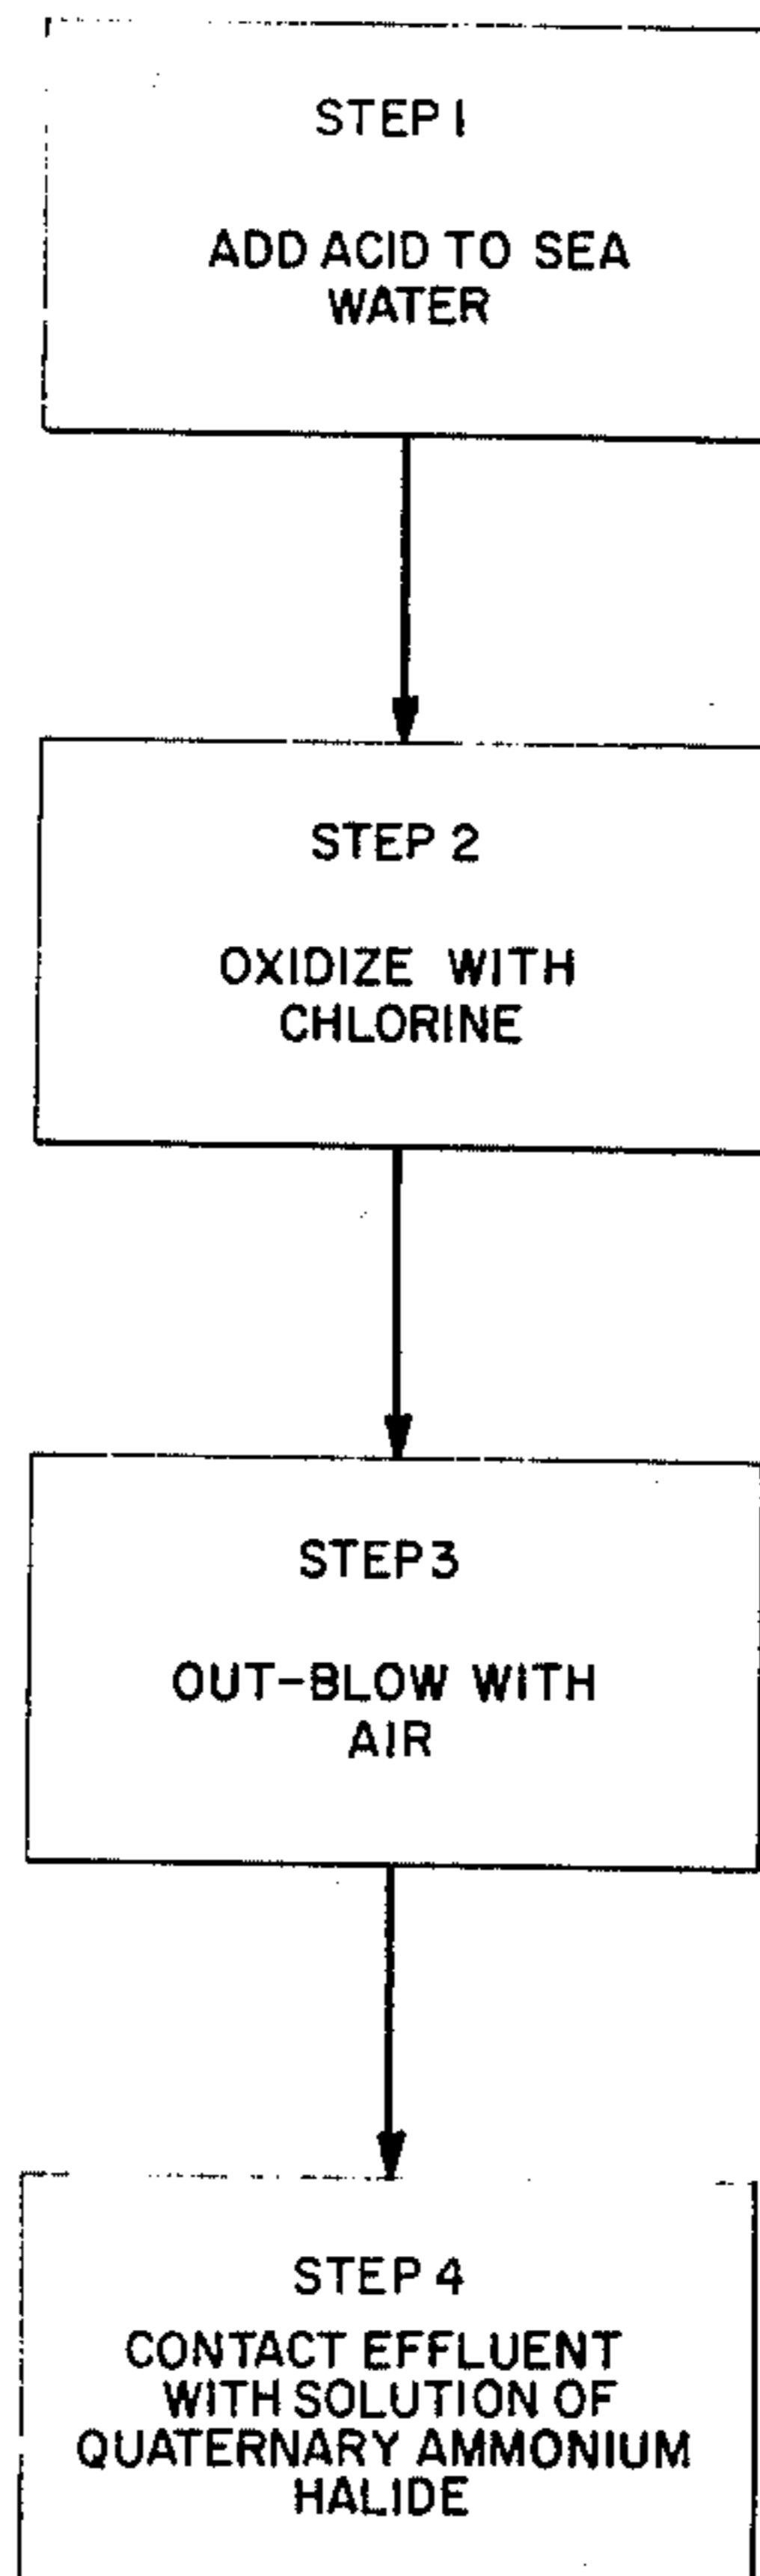 STEP 1
ADD ACID TO SEA
WATER
STEP 2
OXIDIZE WITH
CHLORINE
STEP 3
OUT-BLOW WITH
AIR
STEP 4
CONTACT EFFLUENT
WITH SOLUTION OF
QUATERNARY AMMONIUM
HALIDE